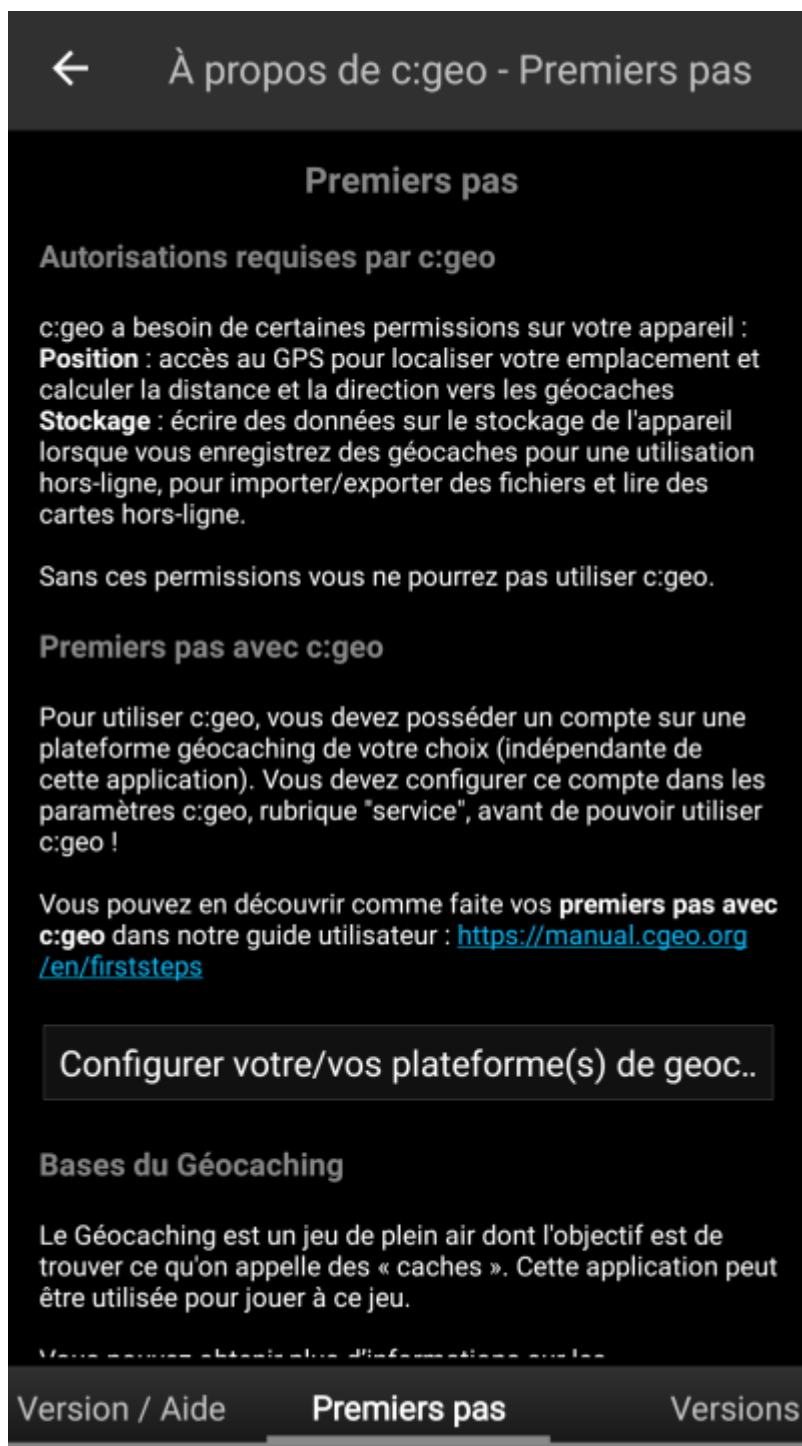 À propos de c:geo - Premiers pas
Premiers pas
Autorisations requises par c:geo
c:geo a besoin de certaines permissions sur votre appareil :
Position : accès au GPS pour localiser votre emplacement et
calculer la distance et la direction vers les géocaches
Stockage : écrire des données sur le stockage de l'appareil
lorsque vous enregistrez des géocaches pour une utilisation
hors-ligne, pour importer/exporter des fichiers et lire des
cartes hors-ligne.
Sans ces permissions vous ne pourrez pas utiliser c:geo.
Premiers pas avec c:geo
Pour utiliser c:geo, vous devez posséder un compte sur une
plateforme géocaching de votre choix (indépendante de
cette application). Vous devez configurer ce compte dans les
paramètres c:geo, rubrique "service", avant de pouvoir utiliser
c:geo !
Vous pouvez en découvrir comme faite vos premiers pas avec
c:geo dans notre guide utilisateur : https://manual.cgeo.org
/en/firststeps
Configurer votre/vos plateforme(s) de geoc..
Bases du Géocaching
Le Géocaching est un jeu de plein air dont l'objectif est de
trouver ce qu'on appelle des « caches ». Cette application peut
être utilisée pour jouer à ce jeu.
Vous pouvez obtenir plus d'informations sur les
Version / Aide Premiers pas Versions